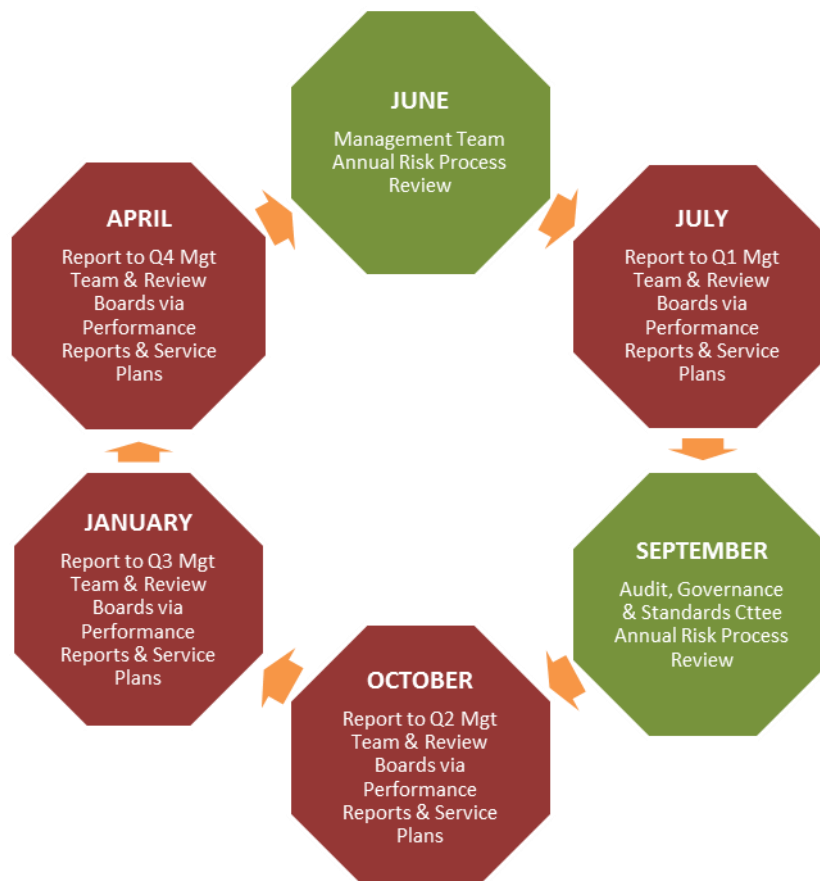 JUNE
Management Team
Annual Risk Process
Review
JULY
Report to Q1 Mgt
Team & Review
Boards via
Performance
Reports & Service
Plans
SEPTEMBER
Audit, Governance
& Standards Cttee
Annual Risk Process
Review
OCTOBER
Report to Q2 Mgt
Team & Review
Boards via
Performance
Reports & Service
Plans
JANUARY
Report to Q3 Mgt
Team & Review
Boards via
Performance
Reports & Service
Plans
APRIL
Report to Q4 Mgt
Team & Review
Boards via
Performance
Reports & Service
Plans